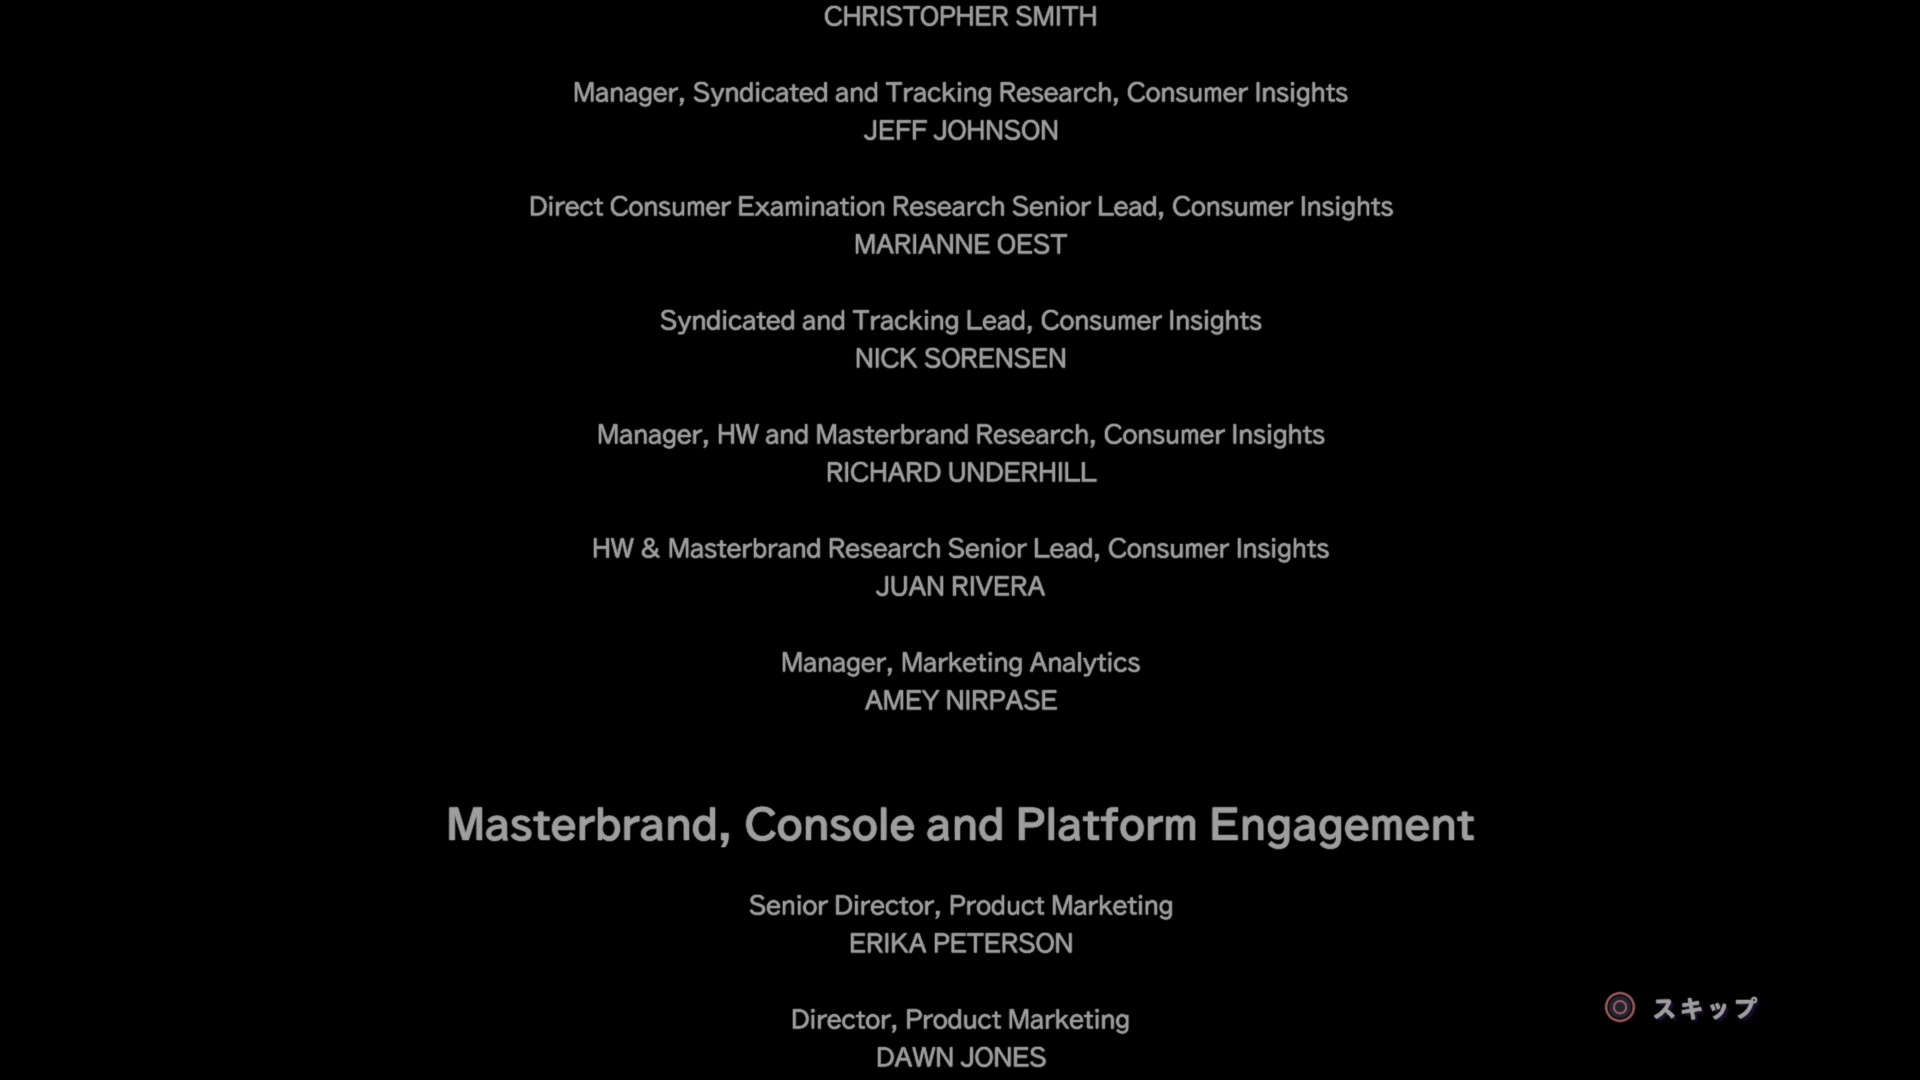 CHRISTOPHER SMITH
Manager, Syndicated and Tracking Research, Consumer Insights
JEFF JOHNSON
Direct Consumer Examination Research Senior Lead, Consumer Insights
MARIANNE OEST
Syndicated and Tracking Lead, Consumer Insights
NICK SORENSEN
Manager, HW and Masterbrand Research, Consumer Insights
RICHARD UNDERHILL
HW & Masterbrand Research Senior Lead, Consumer Insights
JUAN RIVERA
Manager, Marketing Analytics
AMEY NIRPASE
Masterbrand, Console and Platform Engagement
Senior Director, Product Marketing
ERIKA PETERSON
Director, Product Marketing
DAWN JONES
スキップ